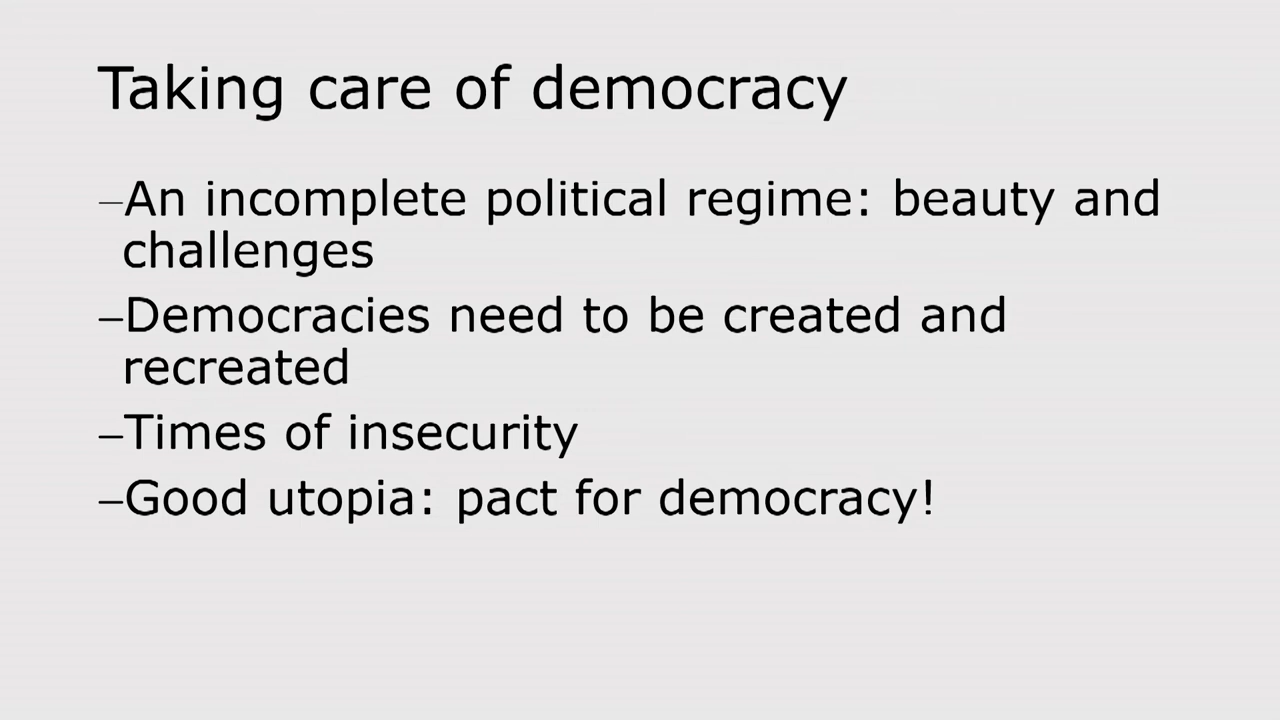 Taking care of democracy
–An incomplete political regime: beauty and
challenges
–Democracies need to be created and
recreated
–Times of insecurity
–Good utopia: pact for democracy!